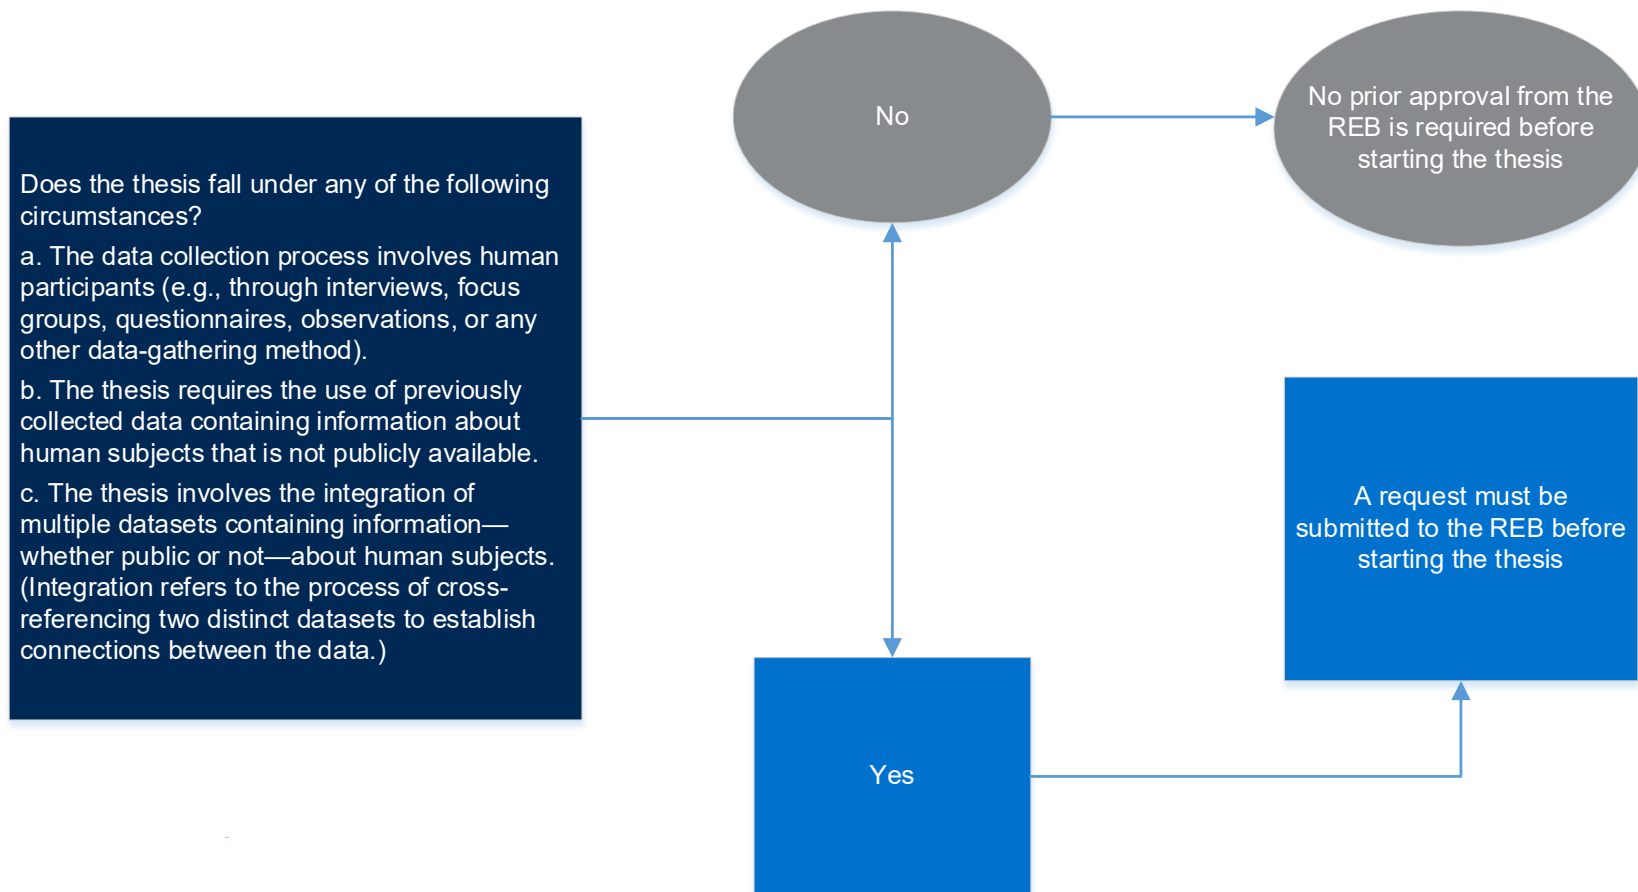 Does the thesis fall under any of the following
circumstances?
a. The data collection process involves human
participants (e.g., through interviews, focus
groups, questionnaires, observations, or any
other data-gathering method).
b. The thesis requires the use of previously
collected data containing information about
human subjects that is not publicly available.
c. The thesis involves the integration of
multiple datasets containing information—
whether public or not—about human subjects.
(Integration refers to the process of cross-
referencing two distinct datasets to establish
connections between the data.)
No
No prior approval from the
REB is required before
starting the thesis
Yes
A request must be
submitted to the REB before
starting the thesis